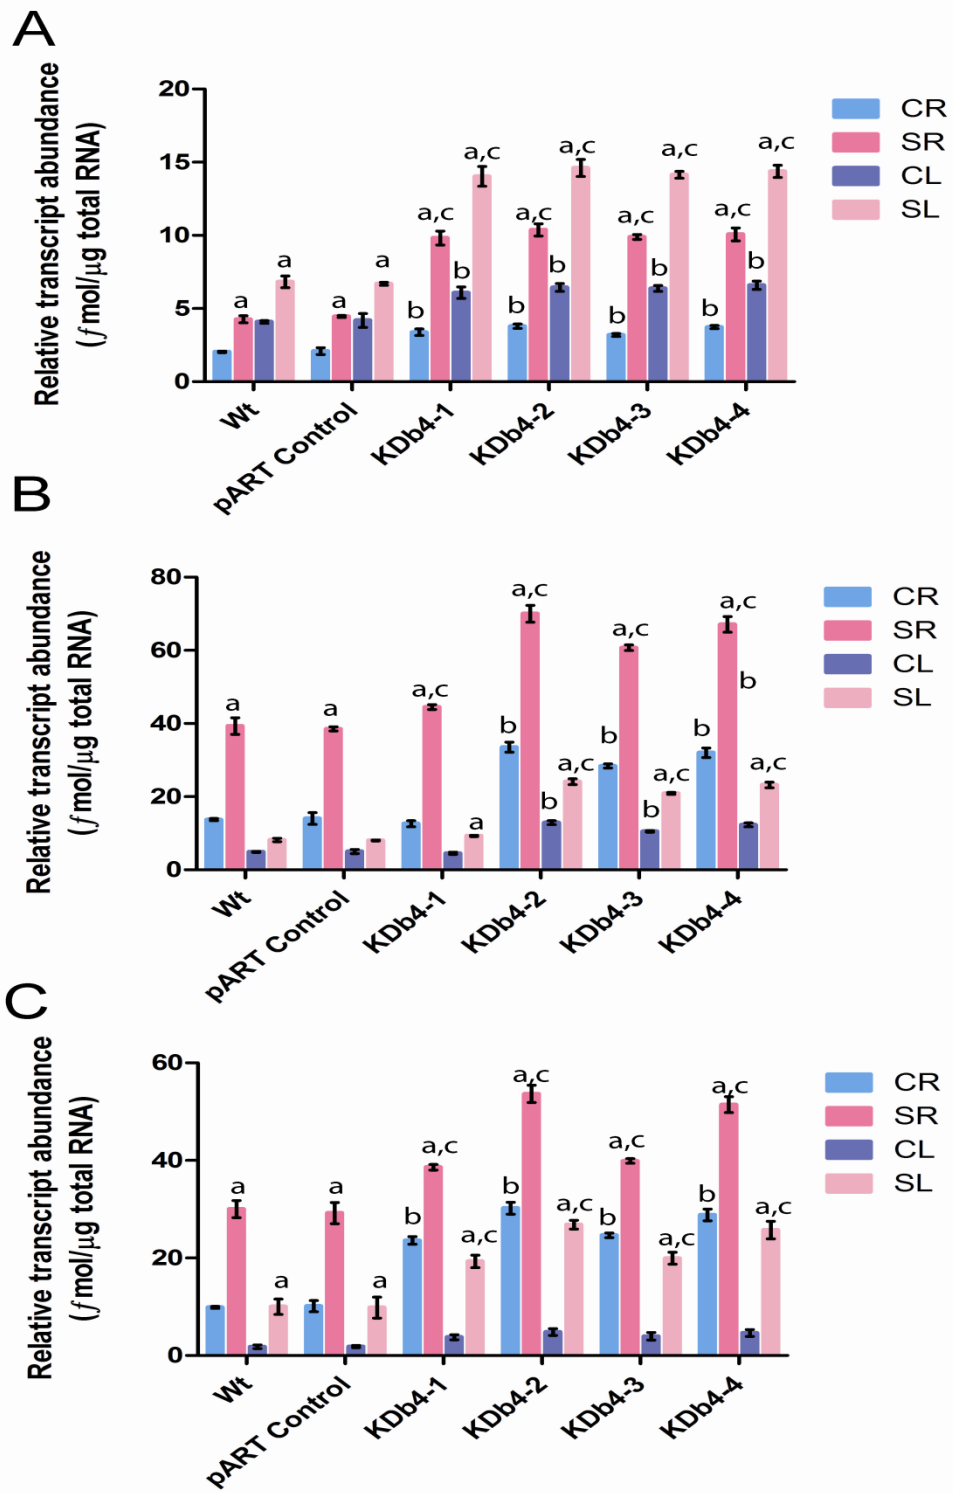 A
Relative transcript abundance
(ƒmol/µg total RNA)
20
15
10
5
0
a
a
a
a
b
a,c
b
a,c
b
a,c
b
a,c
b
a,c
b
a,c
b
a,c
b
a,c
Wt
pART Control
KDb4-1
KDb4-2
KDb4-3
KDb4-4
CR
SR
CL
SL
B
Relative transcript abundance
(ƒmol/µg total RNA)
80
60
40
20
0
a
a
a,c
a
b
a,c
b
a,c
b
a,c
b
a,c
b
a,c
b
a,c
Wt
pART Control
KDb4-1
KDb4-2
KDb4-3
KDb4-4
CR
SR
CL
SL
C
Relative transcript abundance
(ƒmol/µg total RNA)
60
40
20
0
a
a
a
a
b
a,c
a,c
b
a,c
a,c
b
a,c
a,c
b
a,c
a,c
Wt
pART Control
KDb4-1
KDb4-2
KDb4-3
KDb4-4
CR
SR
CL
SL